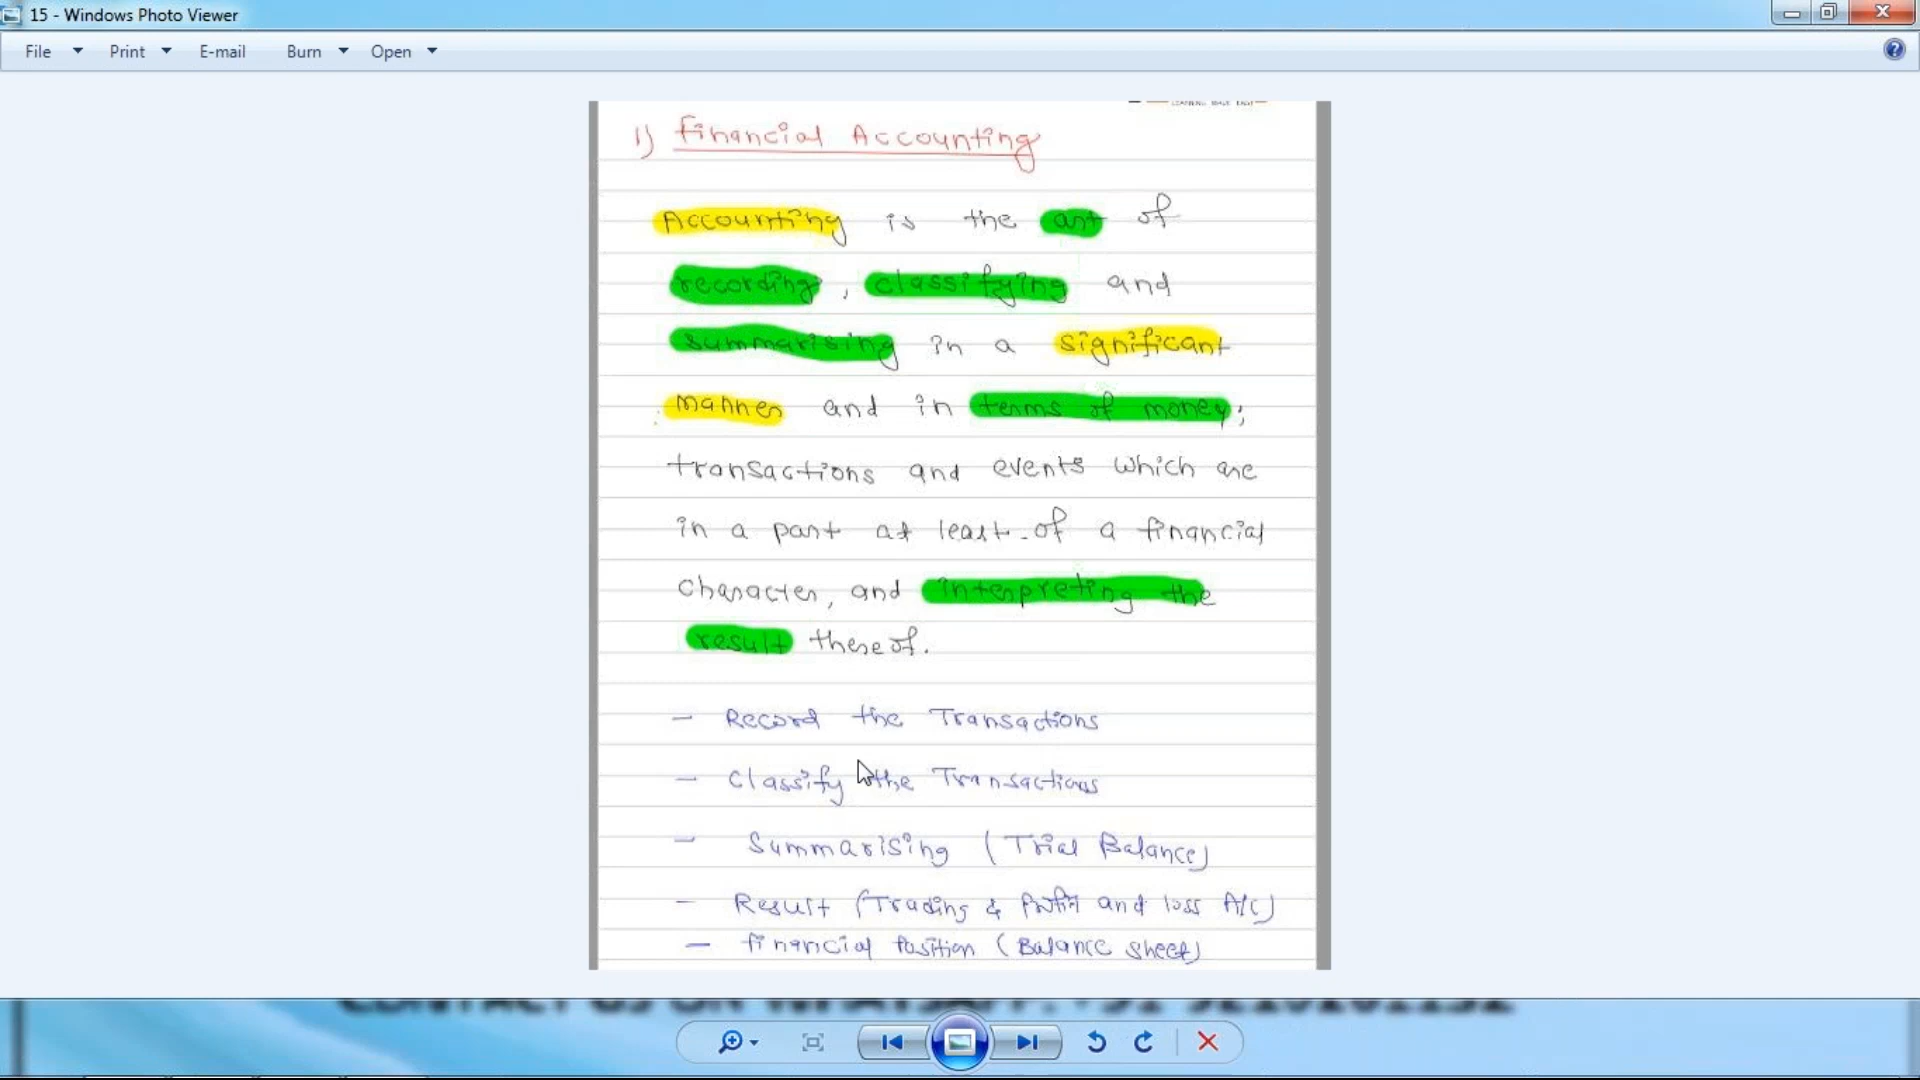 15 - Windows Photo Viewer
File Print E-mail Burn Open
1) Financial Accounting
Accounting is the art of
recording, classifying and
summarising in a significant
manner and in terms of money;
transactions and events which are
in a part at least of a financial
character, and interpreting the
result thereof.
- Record the Transactions
- Classify the Transactions
- Summarising (Trial Balance)
- Result (Trading & Profit and loss A/c)
- financial position (Balance sheet)